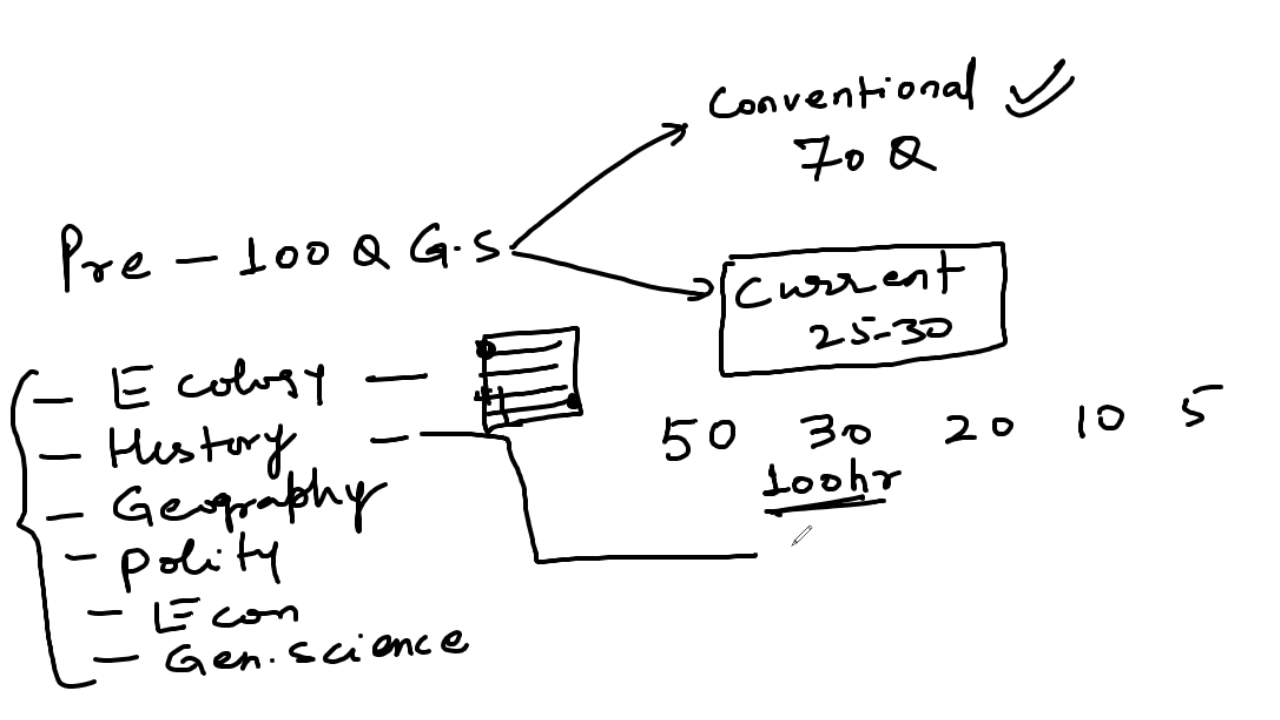 Conventional
70 Q
Pre - 100 Q G.S
Current
25-30
- Ecology -
- History -
- Geography
- Polity
- Econ
- Gen. science
50 30 20 10 5
100hr